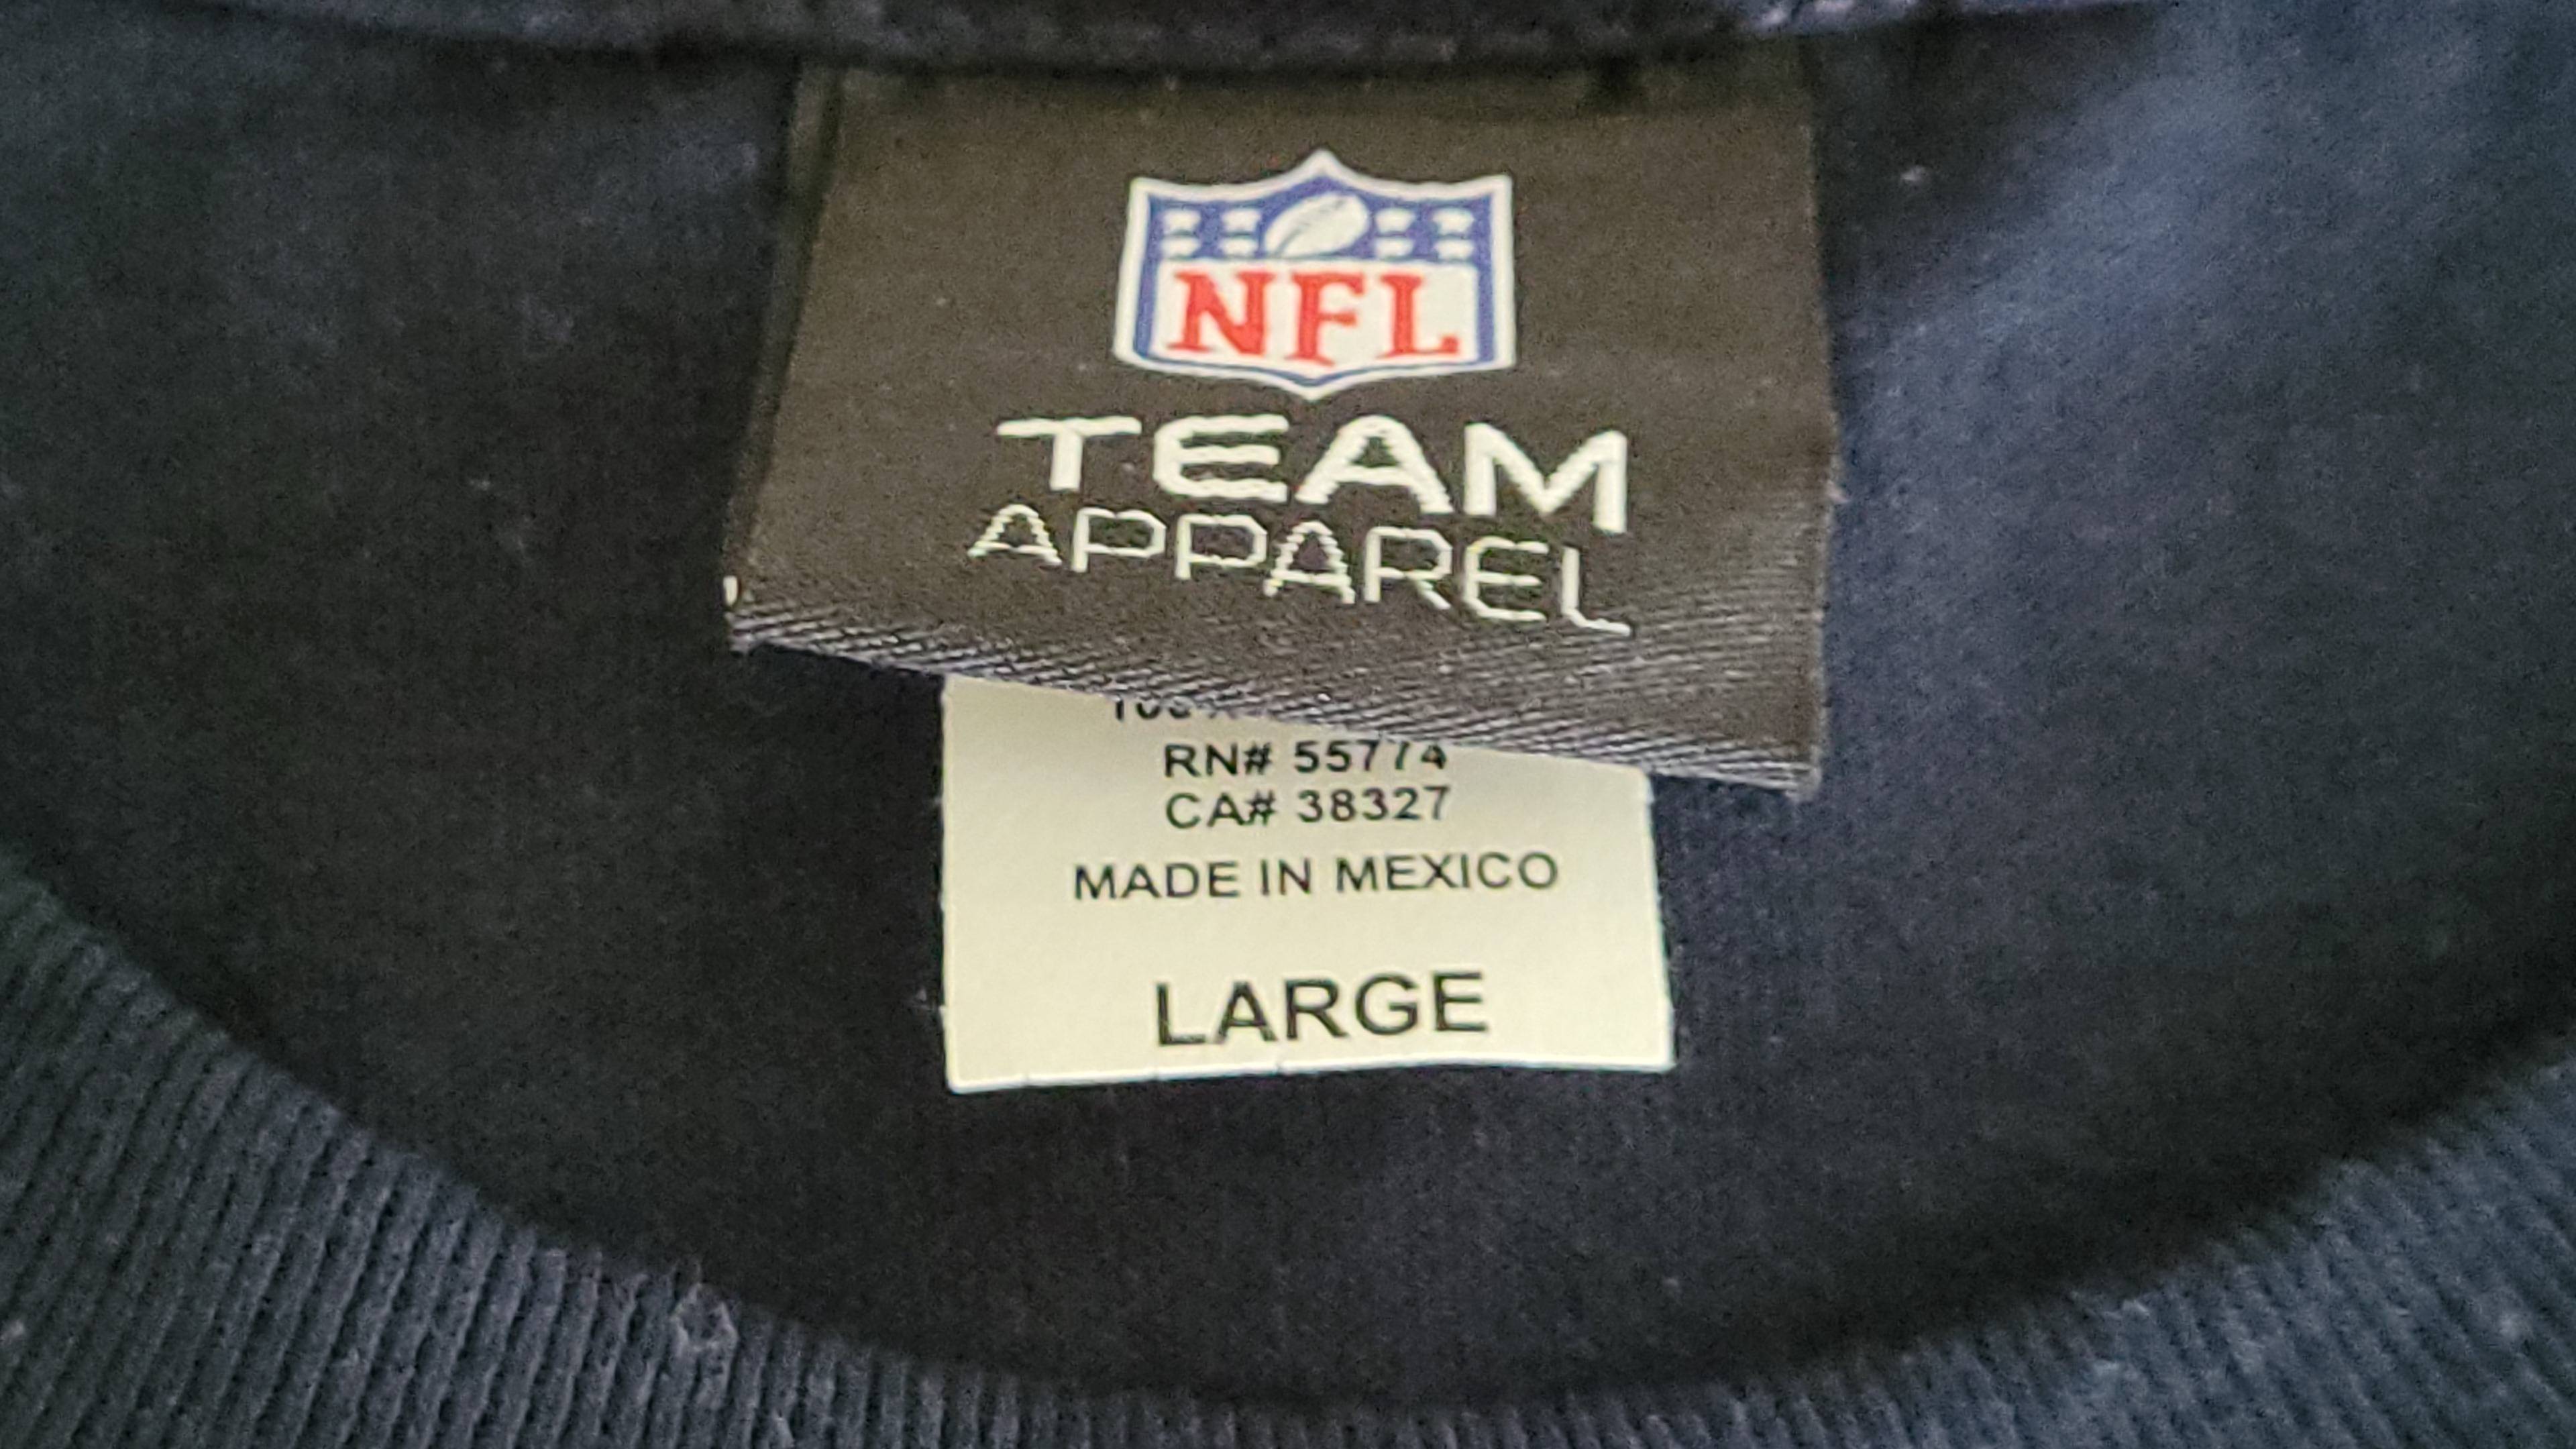 NFL
TEAM
APPAREL
RN# 55774
CA# 38327
MADE IN MEXICO
LARGE